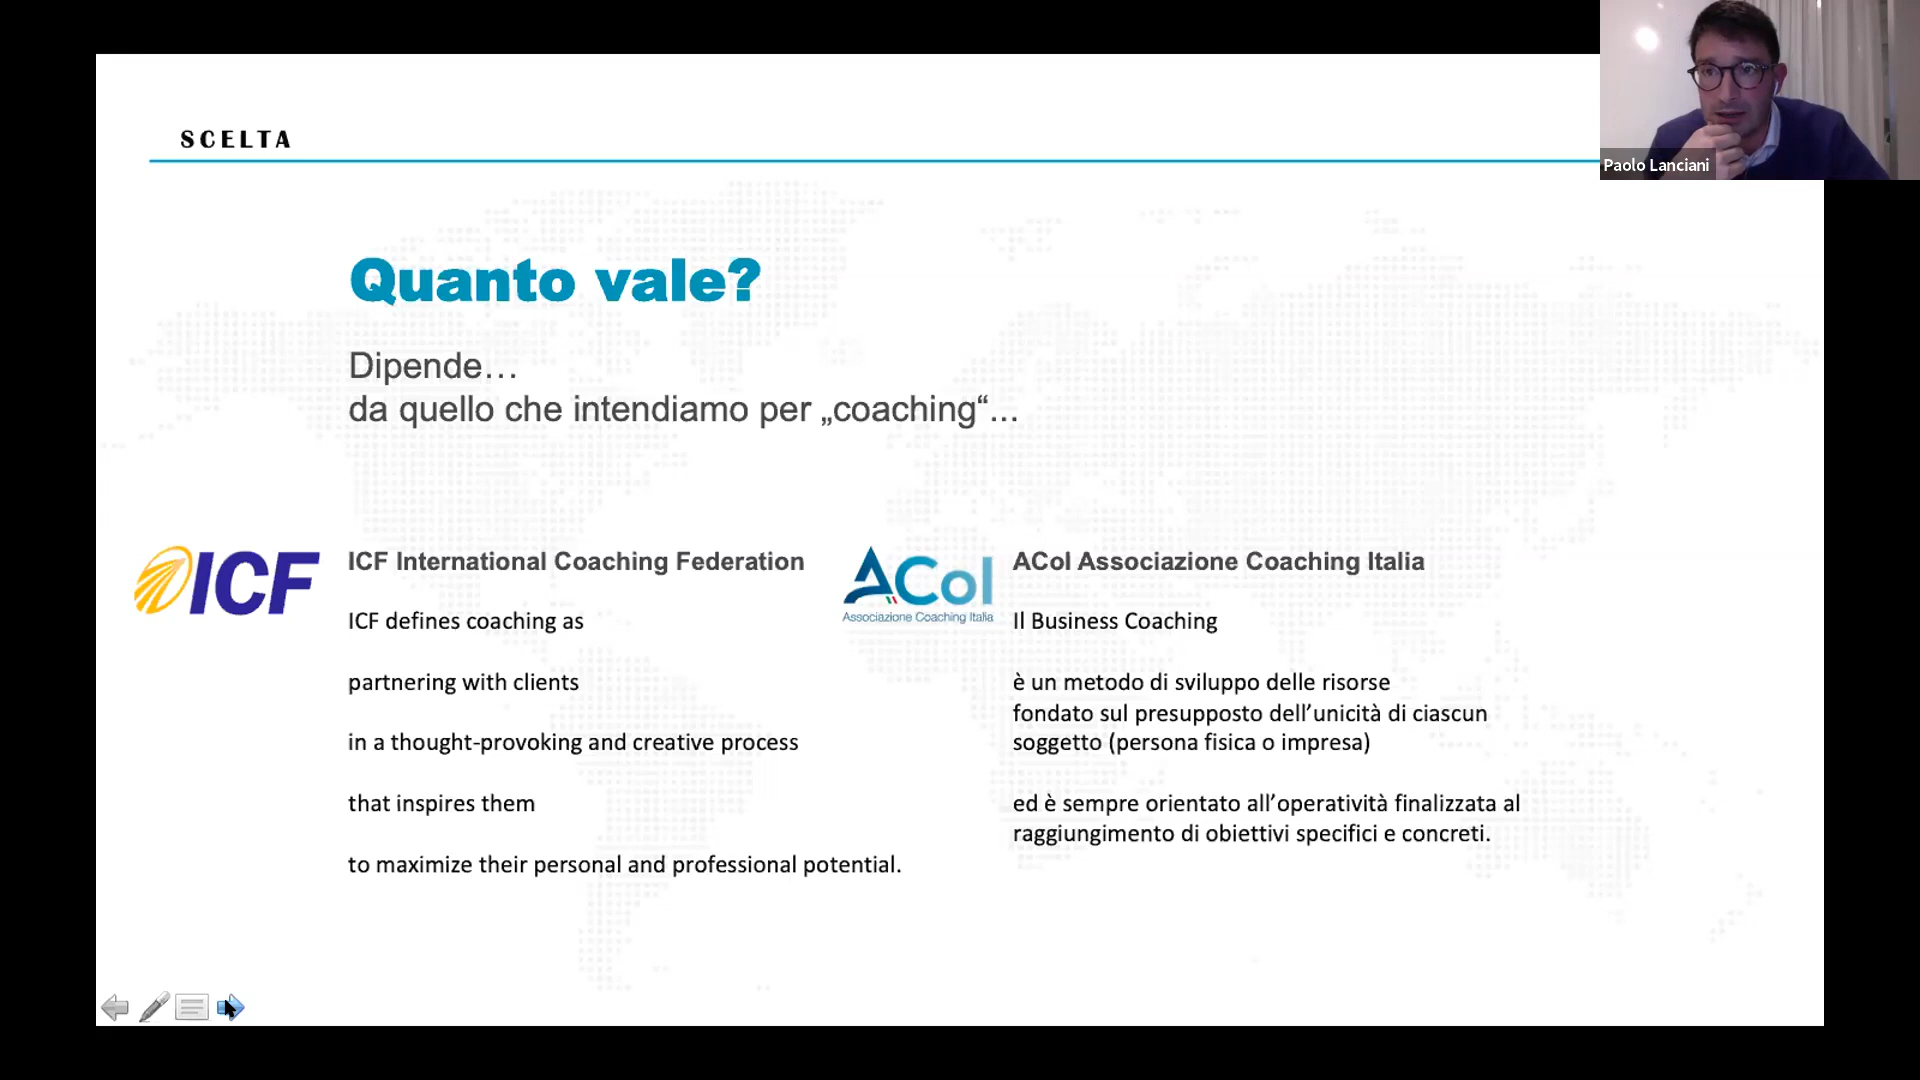 SCELTA
Paolo Lanciani
Quanto vale?
Dipende…
da quello che intendiamo per „coaching“...
ICF
ICF International Coaching Federation
ICF defines coaching as
partnering with clients
in a thought-provoking and creative process
that inspires them
to maximize their personal and professional potential.
ACoI
Associazione Coaching Italia
ACoI Associazione Coaching Italia
Il Business Coaching
è un metodo di sviluppo delle risorse
fondato sul presupposto dell’unicità di ciascun
soggetto (persona fisica o impresa)
ed è sempre orientato all’operatività finalizzata al
raggiungimento di obiettivi specifici e concreti.